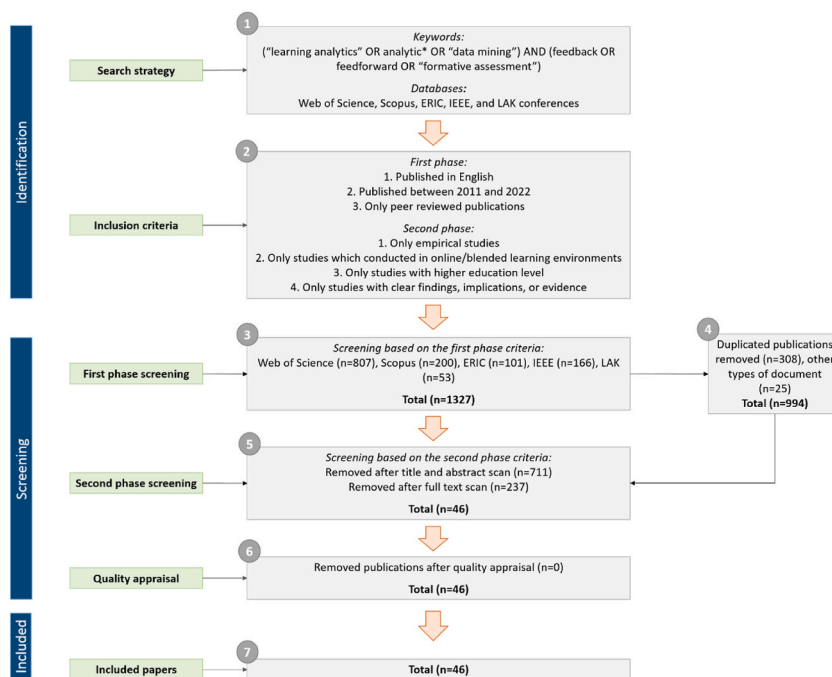 Identification
Screening
Included
1
Search strategy
Keywords:
(“learning analytics” OR analytic* OR “data mining”) AND (feedback OR
feedforward OR “formative assessment”)
Databases:
Web of Science, Scopus, ERIC, IEEE, and LAK conferences
2
Inclusion criteria
First phase:
1. Published in English
2. Published between 2011 and 2022
3. Only peer reviewed publications
Second phase:
1. Only empirical studies
2. Only studies which conducted in online/blended learning environments
3. Only studies with higher education level
4. Only studies with clear findings, implications, or evidence
3
First phase screening
Screening based on the first phase criteria:
Web of Science (n=807), Scopus (n=200), ERIC (n=101), IEEE (n=166), LAK
(n=53)
Total (n=1327)
4
Duplicated publications
removed (n=308), other
types of document
(n=25)
Total (n=994)
5
Second phase screening
Screening based on the second phase criteria:
Removed after title and abstract scan (n=711)
Removed after full text scan (n=237)
Total (n=46)
6
Quality appraisal
Removed publications after quality appraisal (n=0)
Total (n=46)
7
Included papers
Total (n=46)